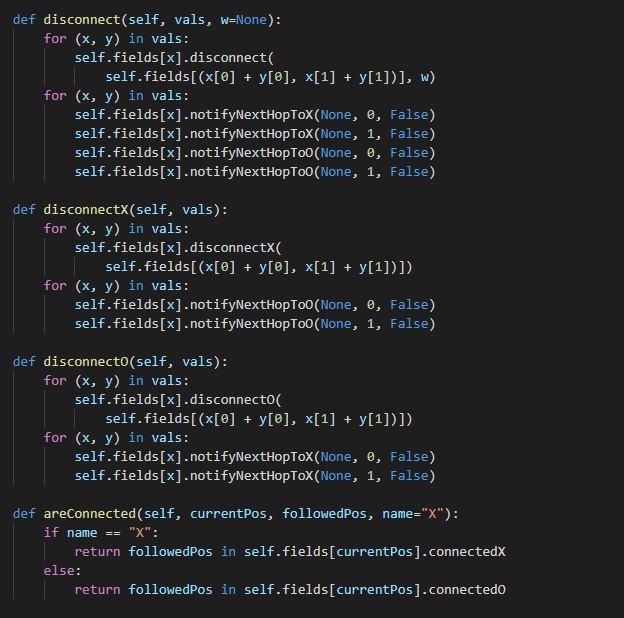 def disconnect(self, vals, w=None):
    for (x, y) in vals:
        self.fields[x].disconnect(
            self.fields[(x[0] + y[0], x[1] + y[1])], w)
    for (x, y) in vals:
        self.fields[x].notifyNextHopToX(None, 0, False)
        self.fields[x].notifyNextHopToX(None, 1, False)
        self.fields[x].notifyNextHopToO(None, 0, False)
        self.fields[x].notifyNextHopToO(None, 1, False)

def disconnectX(self, vals):
    for (x, y) in vals:
        self.fields[x].disconnectX(
            self.fields[(x[0] + y[0], x[1] + y[1])])
    for (x, y) in vals:
        self.fields[x].notifyNextHopToO(None, 0, False)
        self.fields[x].notifyNextHopToO(None, 1, False)

def disconnectO(self, vals):
    for (x, y) in vals:
        self.fields[x].disconnectO(
            self.fields[(x[0] + y[0], x[1] + y[1])])
    for (x, y) in vals:
        self.fields[x].notifyNextHopToX(None, 0, False)
        self.fields[x].notifyNextHopToX(None, 1, False)

def areConnected(self, currentPos, followedPos, name="X"):
    if name == "X":
        return followedPos in self.fields[currentPos].connectedX
    else:
        return followedPos in self.fields[currentPos].connectedO